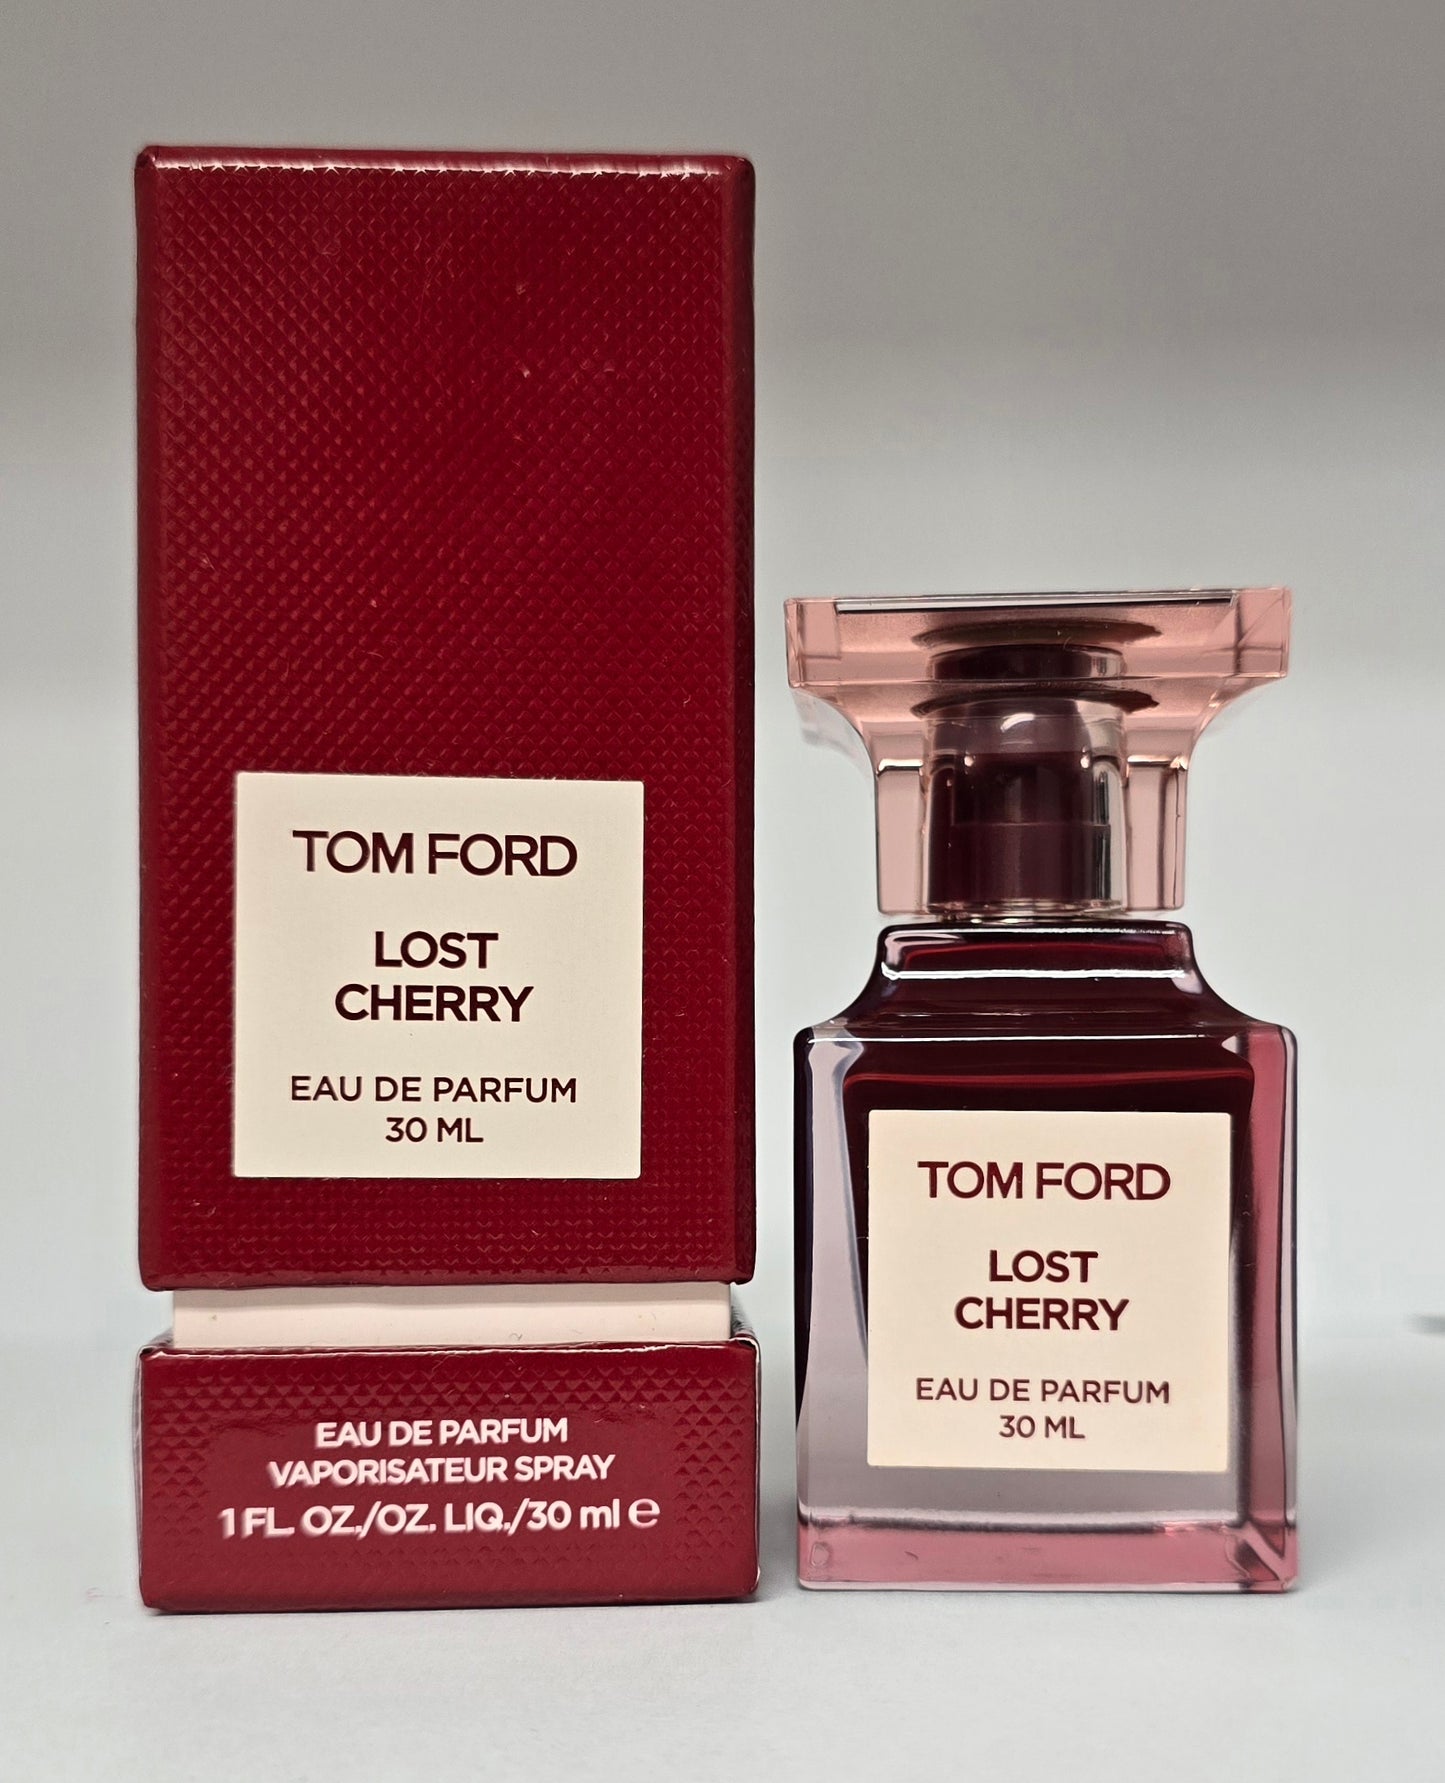 TOM FORD
LOST
CHERRY
EAU DE PARFUM
30 ML
EAU DE PARFUM
VAPORISATEUR SPRAY
1 FL. OZ./OZ. LIQ./30 ml ℮
TOM FORD
LOST
CHERRY
EAU DE PARFUM
30 ML